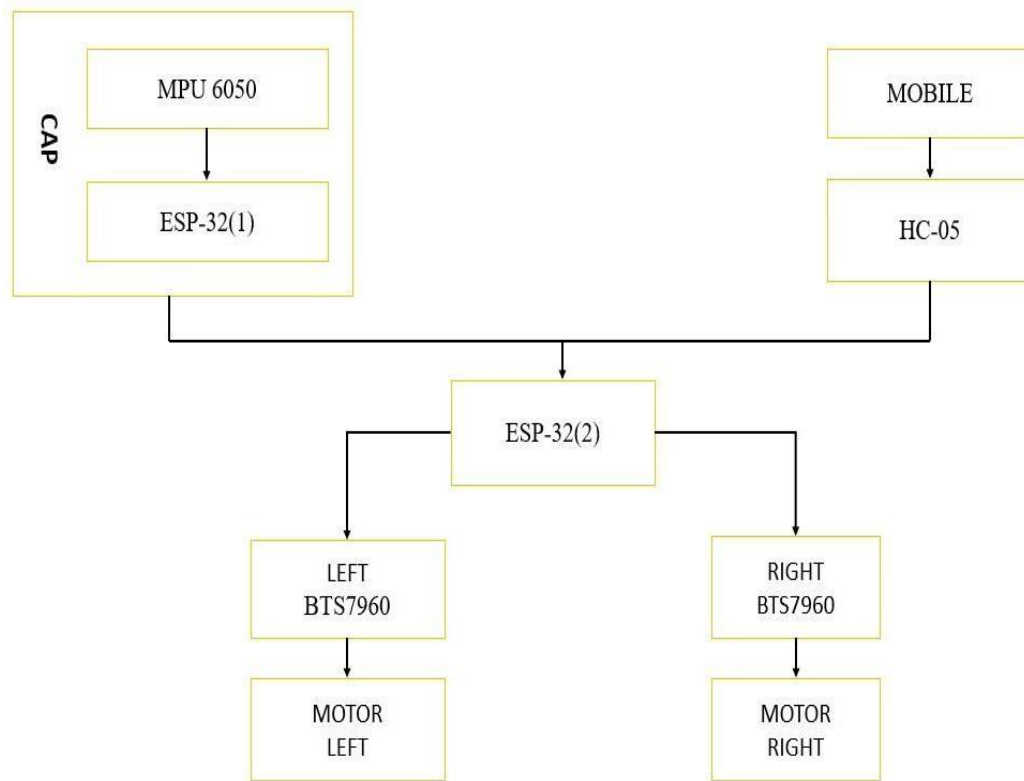 MPU 6050
CAP
ESP-32(1)
MOBILE
HC-05
ESP-32(2)
LEFT
BTS7960
RIGHT
BTS7960
MOTOR
LEFT
MOTOR
RIGHT